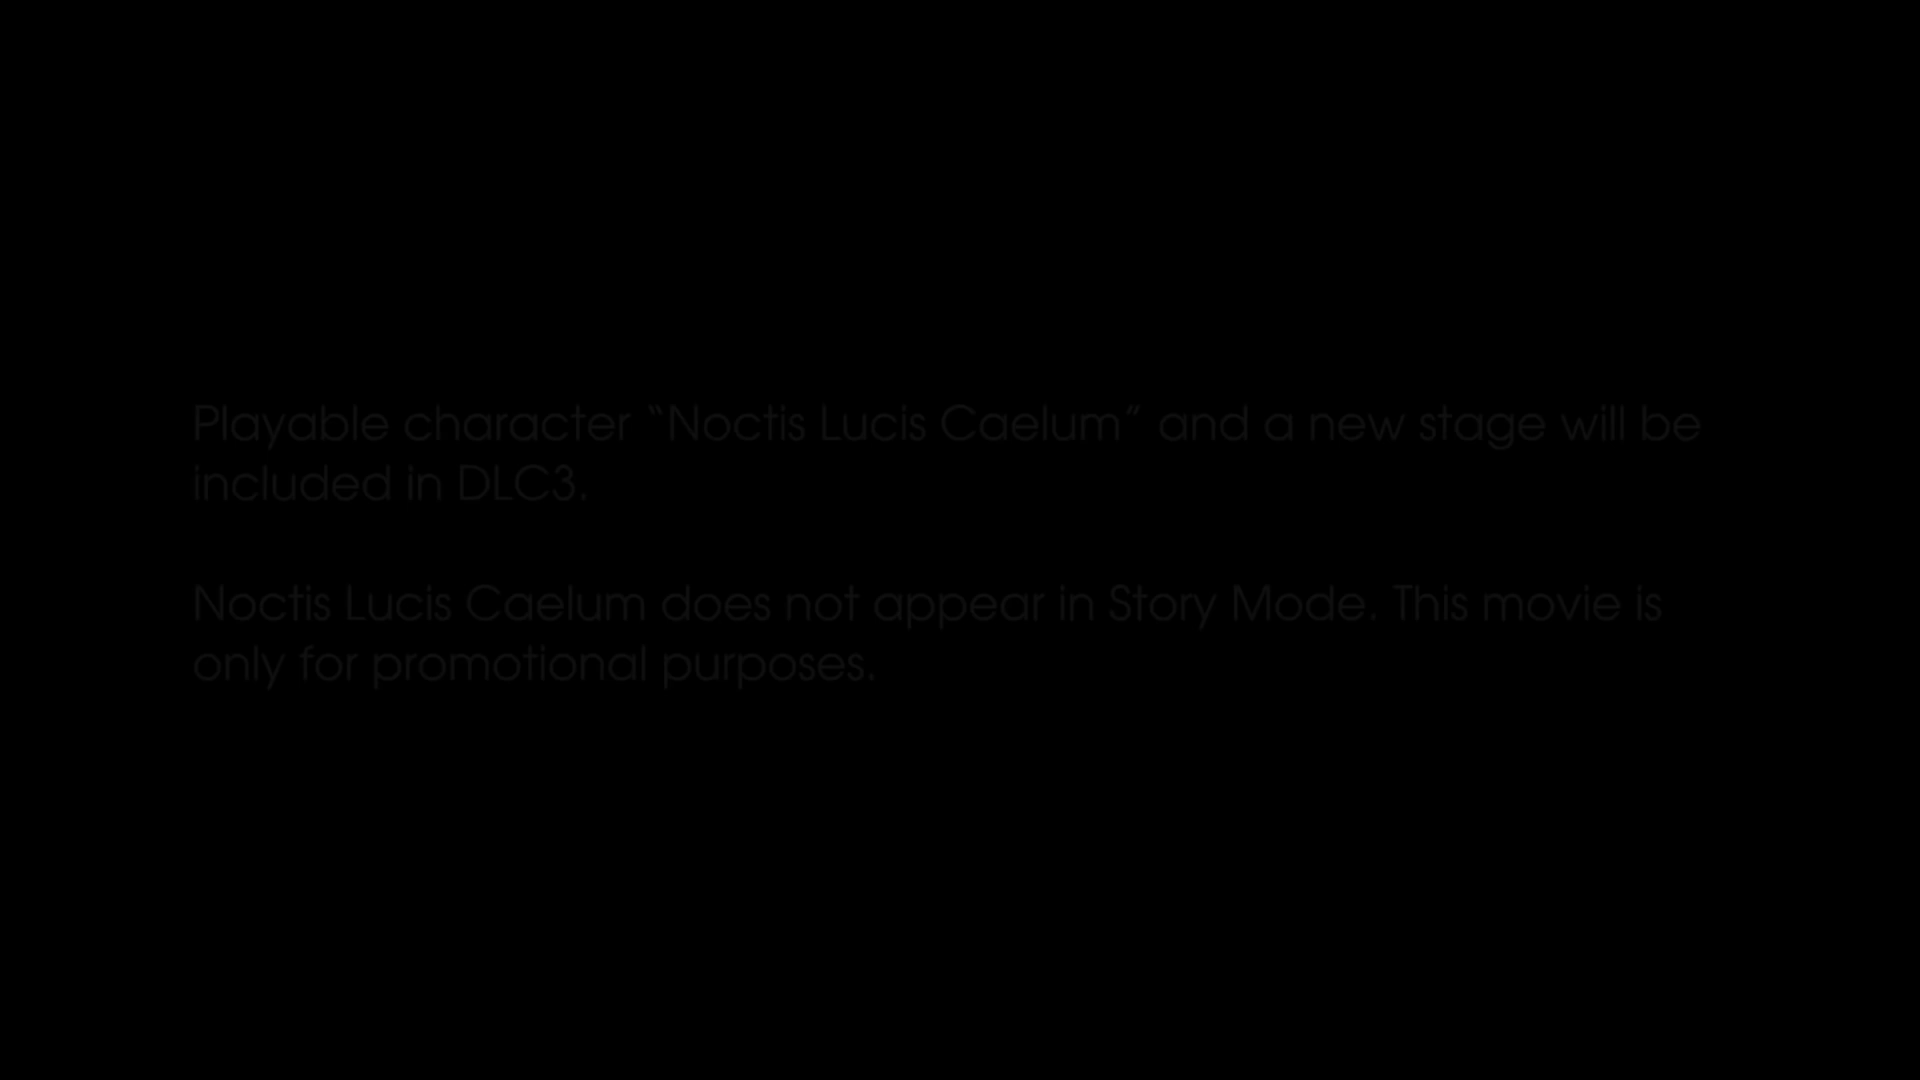 Playable character “Noctis Lucis Caelum” and a new stage will be
included in DLC3.
Noctis Lucis Caelum does not appear in Story Mode. This movie is
only for promotional purposes.